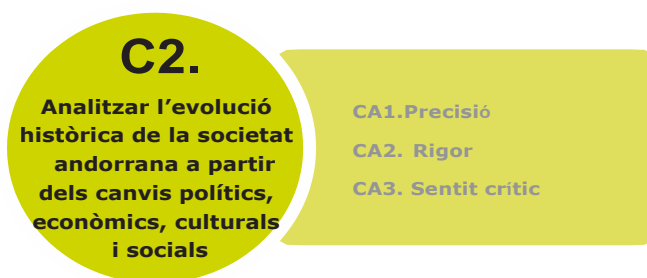 C2.
Analitzar l’evolució
històrica de la societat
andorrana a partir
dels canvis polítics,
econòmics, culturals
i socials
CA1.Precisió
CA2. Rigor
CA3. Sentit crític